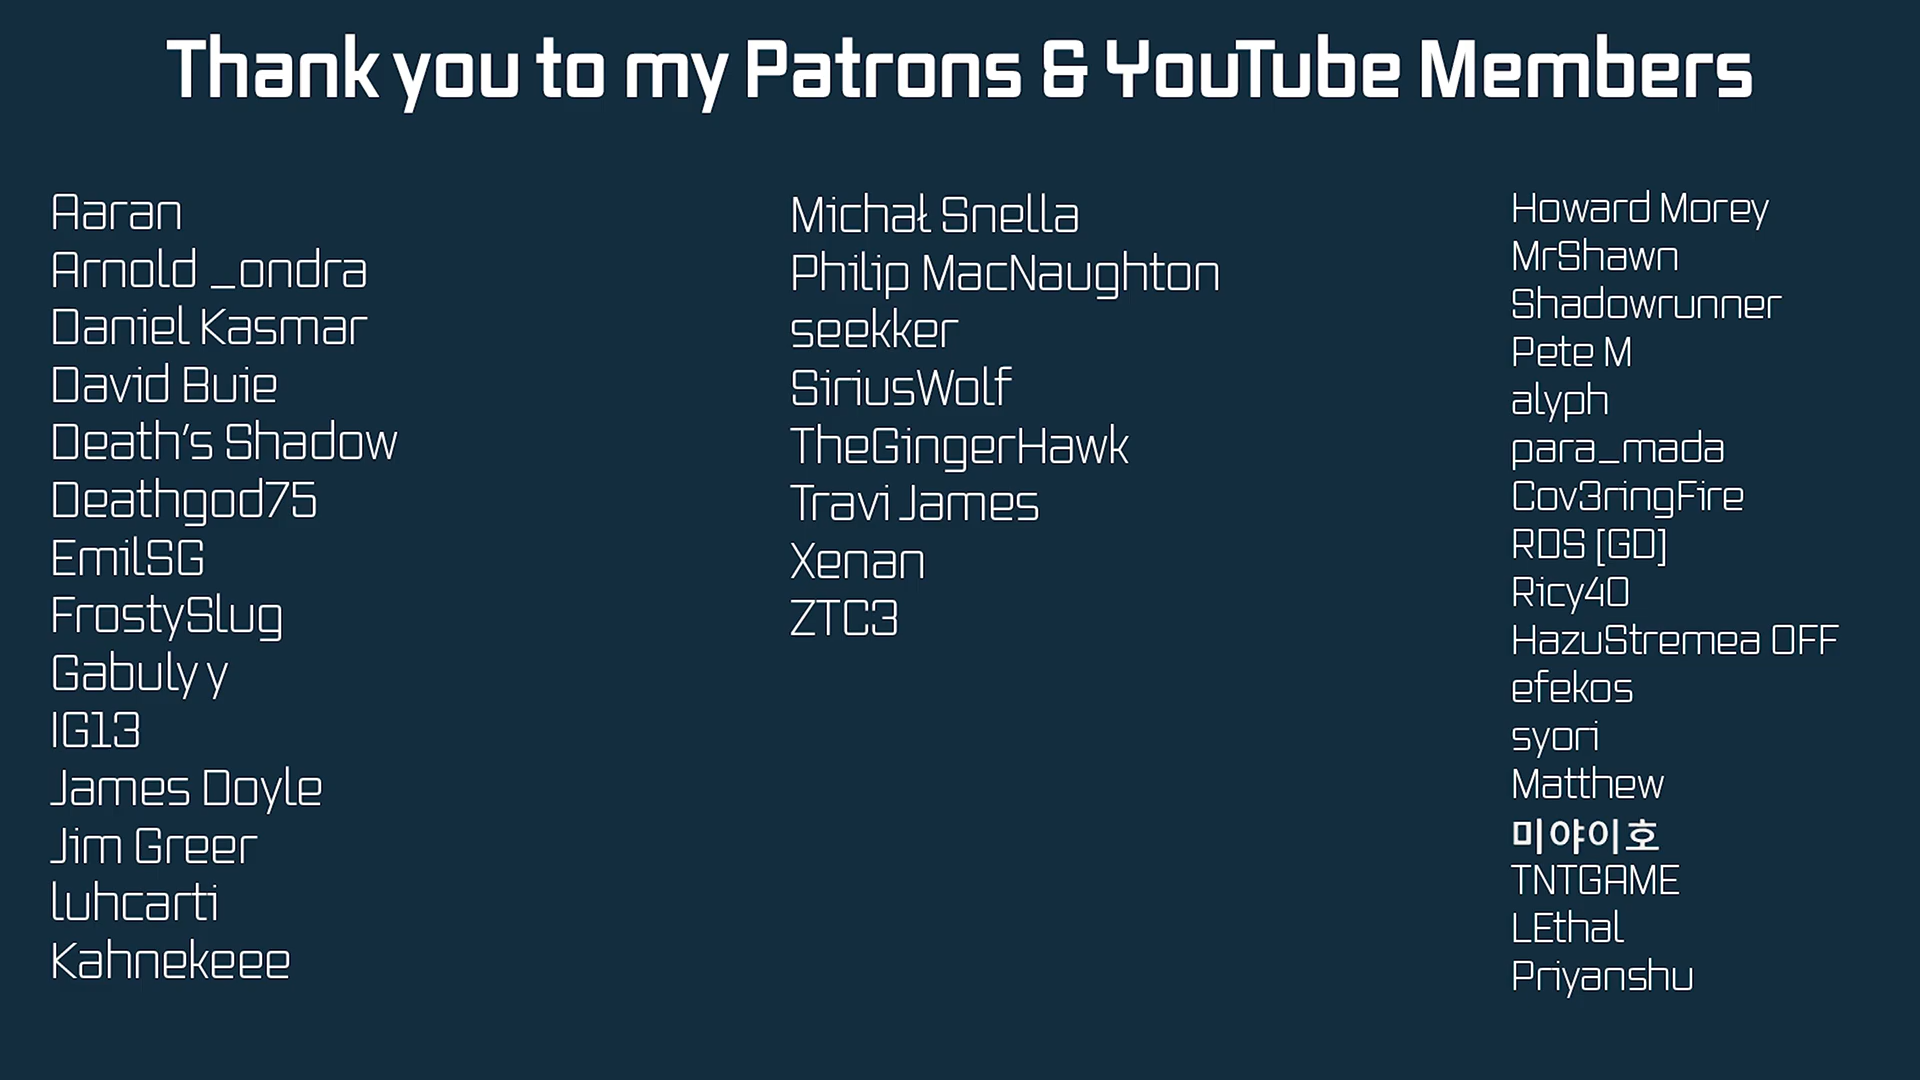 Thank you to my Patrons & YouTube Members
Aaran
Arnold _ondra
Daniel Kasmar
David Buie
Death's Shadow
Deathgod75
EmilSG
FrostySlug
Gabuly y
IG13
James Doyle
Jim Greer
luhcarti
Kahnekeee
Michał Snella
Philip MacNaughton
seekker
SiriusWolf
TheGingerHawk
Travi James
Xenan
ZTC3
Howard Morey
MrShawn
Shadowrunner
Pete M
alyph
para_mada
Cov3ringFire
RDS [GD]
Ricy40
HazuStremea OFF
efekos
syori
Matthew
미야이호
TNTGAME
LEthal
Priyanshu